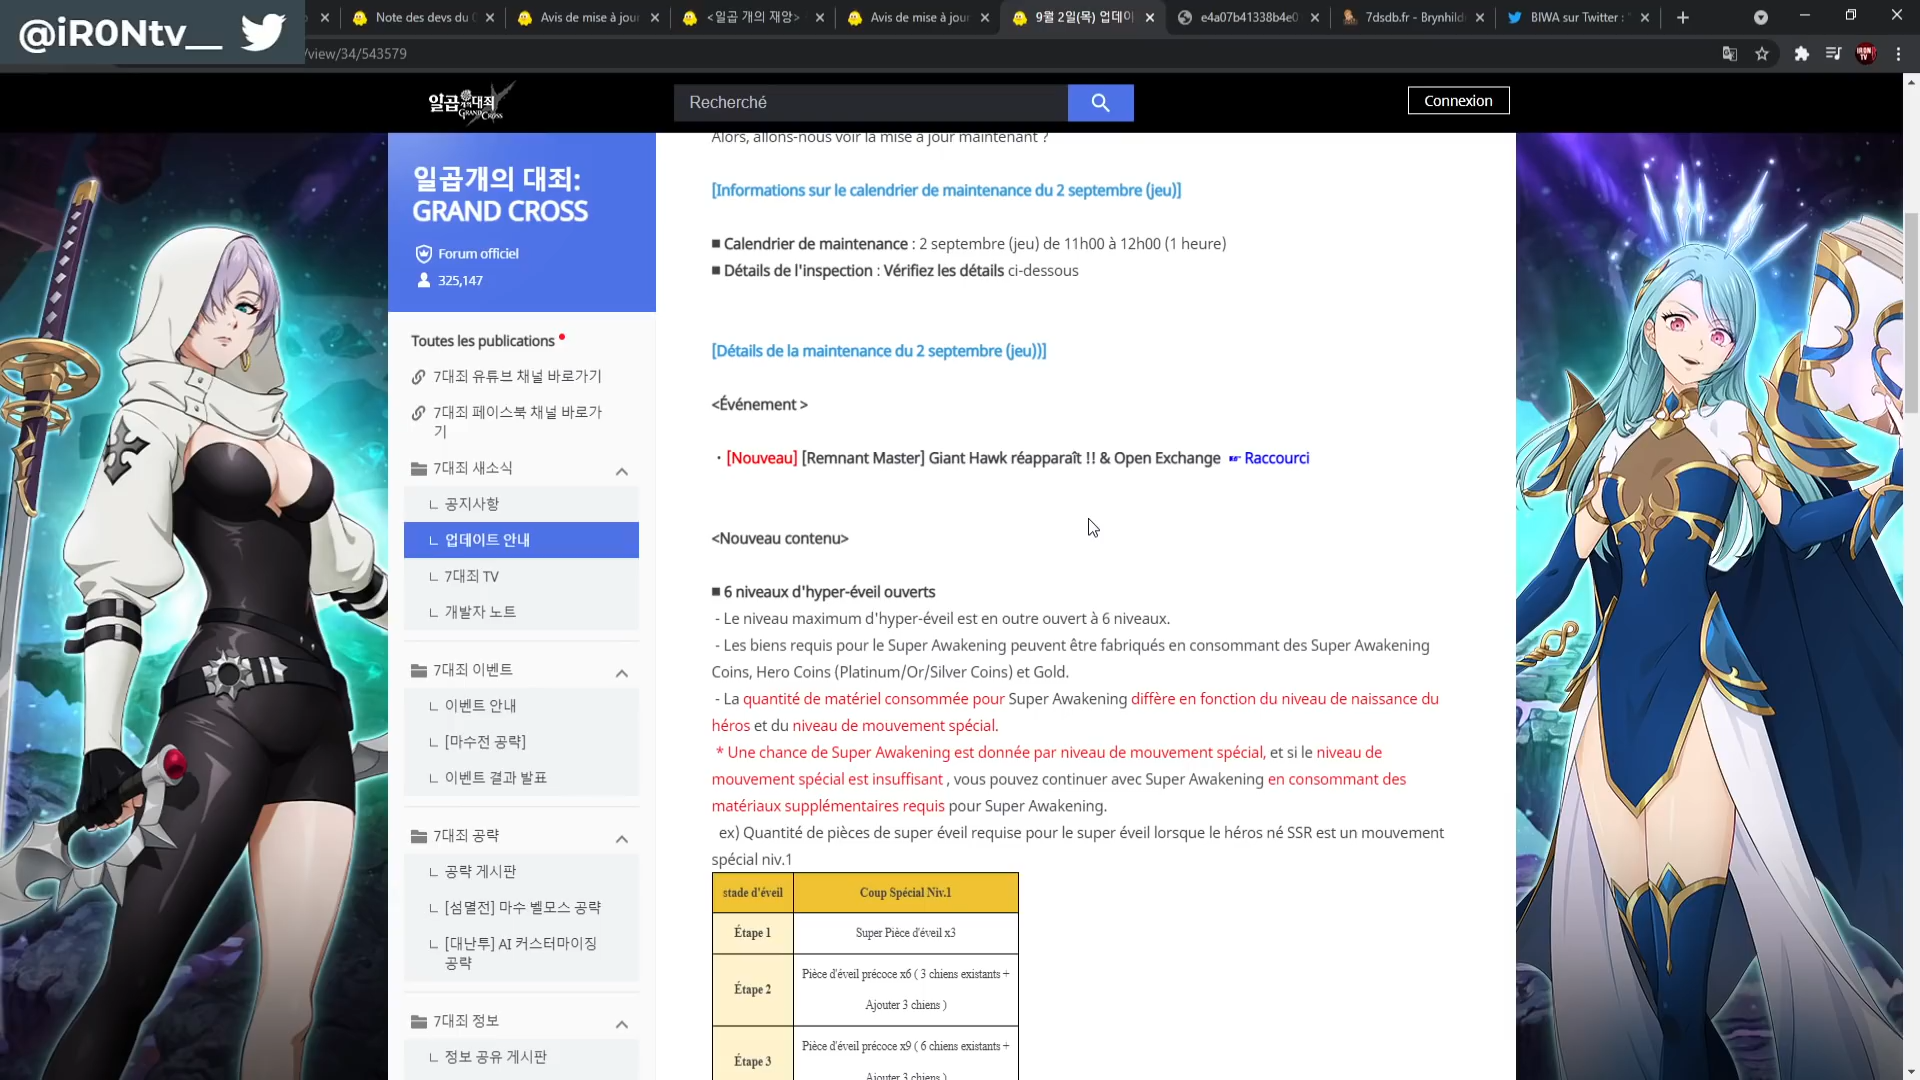 @iR0Ntv__
Note des devs du
Avis de mise à jour
<일곱 개의 재앙>
Avis de mise à jour
9월 2일(목) 업데이
e4a07b41338b4e0
7dsdb.fr - Brynhild
BIWA sur Twitter :
/view/34/543579
일곱개의대죄
GRAND CROSS
Recherché
Connexion
일곱개의 대죄:
GRAND CROSS
Forum officiel
325,147
Toutes les publications
7대죄 유튜브 채널 바로가기
7대죄 페이스북 채널 바로가
기
7대죄 새소식
공지사항
업데이트 안내
7대죄 TV
개발자 노트
7대죄 이벤트
이벤트 안내
[마수전 공략]
이벤트 결과 발표
7대죄 공략
공략 게시판
[섬멸전] 마수 벨모스 공략
[대난투] AI 커스터마이징
공략
7대죄 정보
정보 공유 게시판
Alors, allons-nous voir la mise à jour maintenant ?
[Informations sur le calendrier de maintenance du 2 septembre (jeu)]
■ Calendrier de maintenance : 2 septembre (jeu) de 11h00 à 12h00 (1 heure)
■ Détails de l'inspection : Vérifiez les détails ci-dessous
[Détails de la maintenance du 2 septembre (jeu))]
<Événement >
· [Nouveau] [Remnant Master] Giant Hawk réapparaît !! & Open Exchange ☞ Raccourci
<Nouveau contenu>
■ 6 niveaux d'hyper-éveil ouverts
- Le niveau maximum d'hyper-éveil est en outre ouvert à 6 niveaux.
- Les biens requis pour le Super Awakening peuvent être fabriqués en consommant des Super Awakening
Coins, Hero Coins (Platinum/Or/Silver Coins) et Gold.
- La quantité de matériel consommée pour Super Awakening diffère en fonction du niveau de naissance du
héros et du niveau de mouvement spécial.
* Une chance de Super Awakening est donnée par niveau de mouvement spécial, et si le niveau de
mouvement spécial est insuffisant , vous pouvez continuer avec Super Awakening en consommant des
matériaux supplémentaires requis pour Super Awakening.
ex) Quantité de pièces de super éveil requise pour le super éveil lorsque le héros né SSR est un mouvement
spécial niv.1
stade d'éveil Coup Spécial Niv.1
Étape 1 Super Pièce d'éveil x3
Étape 2 Pièce d'éveil précoce x6 ( 3 chiens existants +
Ajouter 3 chiens )
Étape 3 Pièce d'éveil précoce x9 ( 6 chiens existants +
Ajouter 3 chiens )